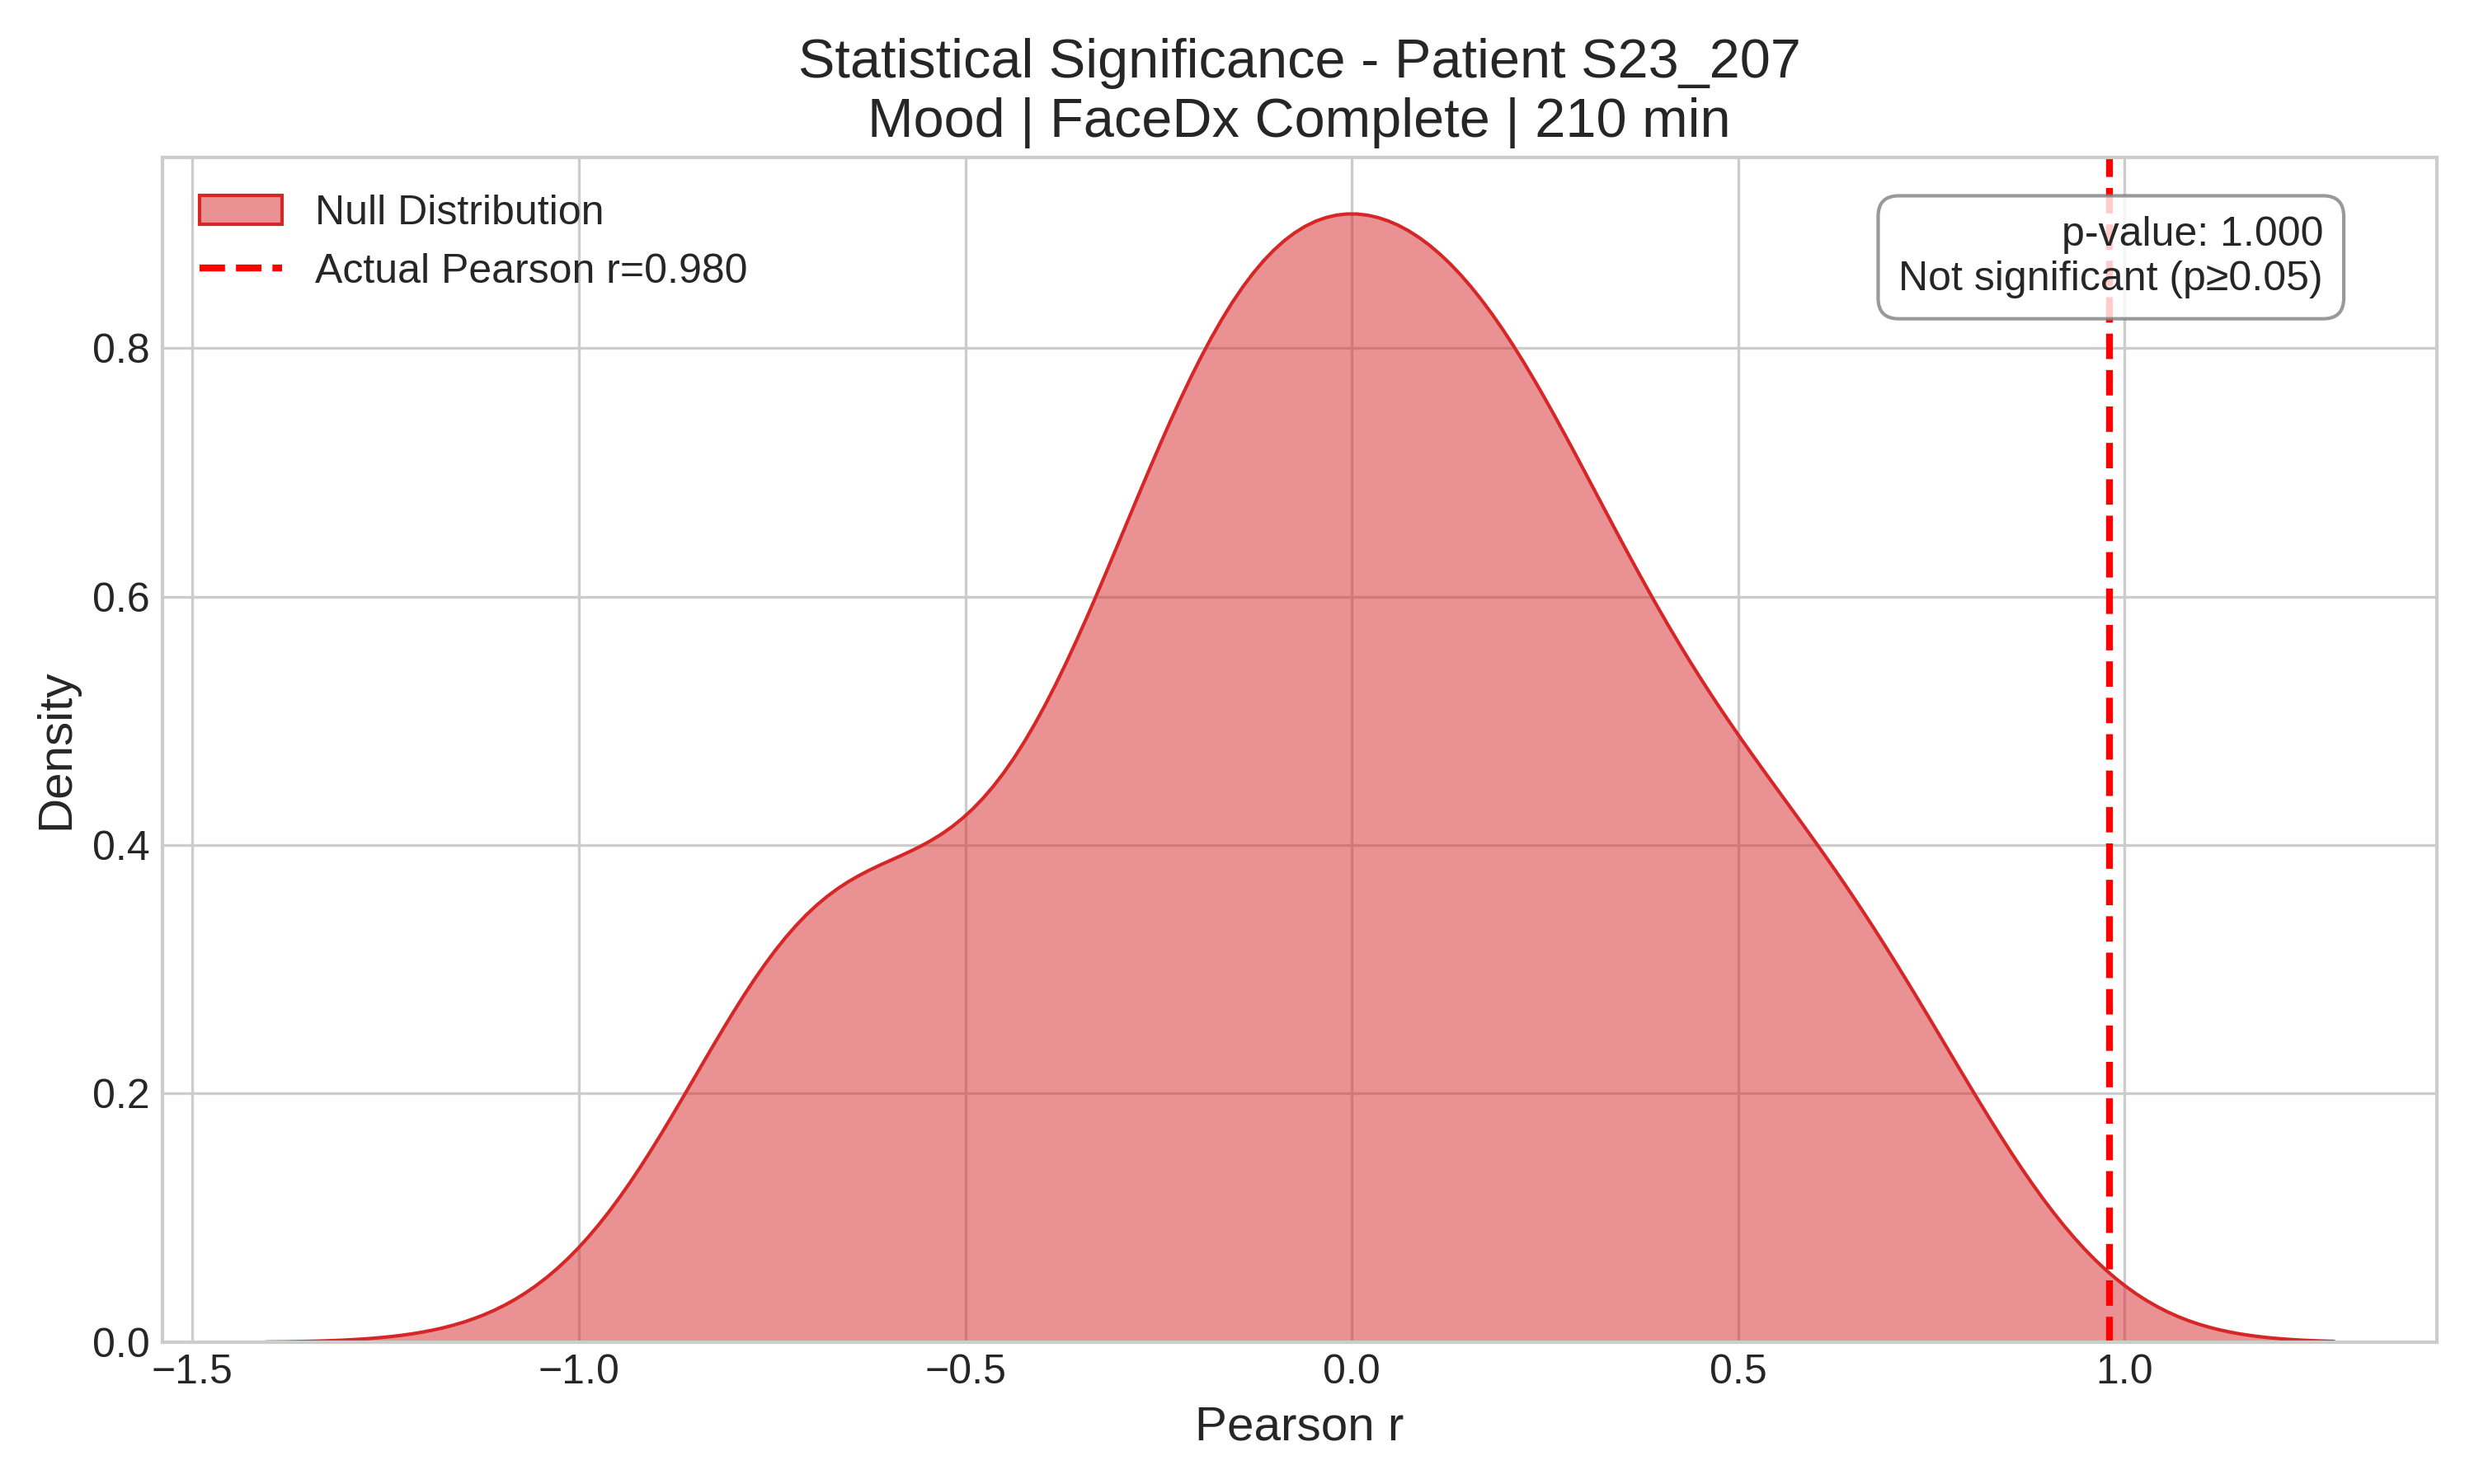 Statistical Significance - Patient S23_207
Mood | FaceDx Complete | 210 min
Null Distribution
Actual Pearson r=0.980
p-value: 1.000
Not significant (p≥0.05)
Density
0.8
0.6
0.4
0.2
0.0
−1.5
−1.0
−0.5
0.0
0.5
1.0
Pearson r